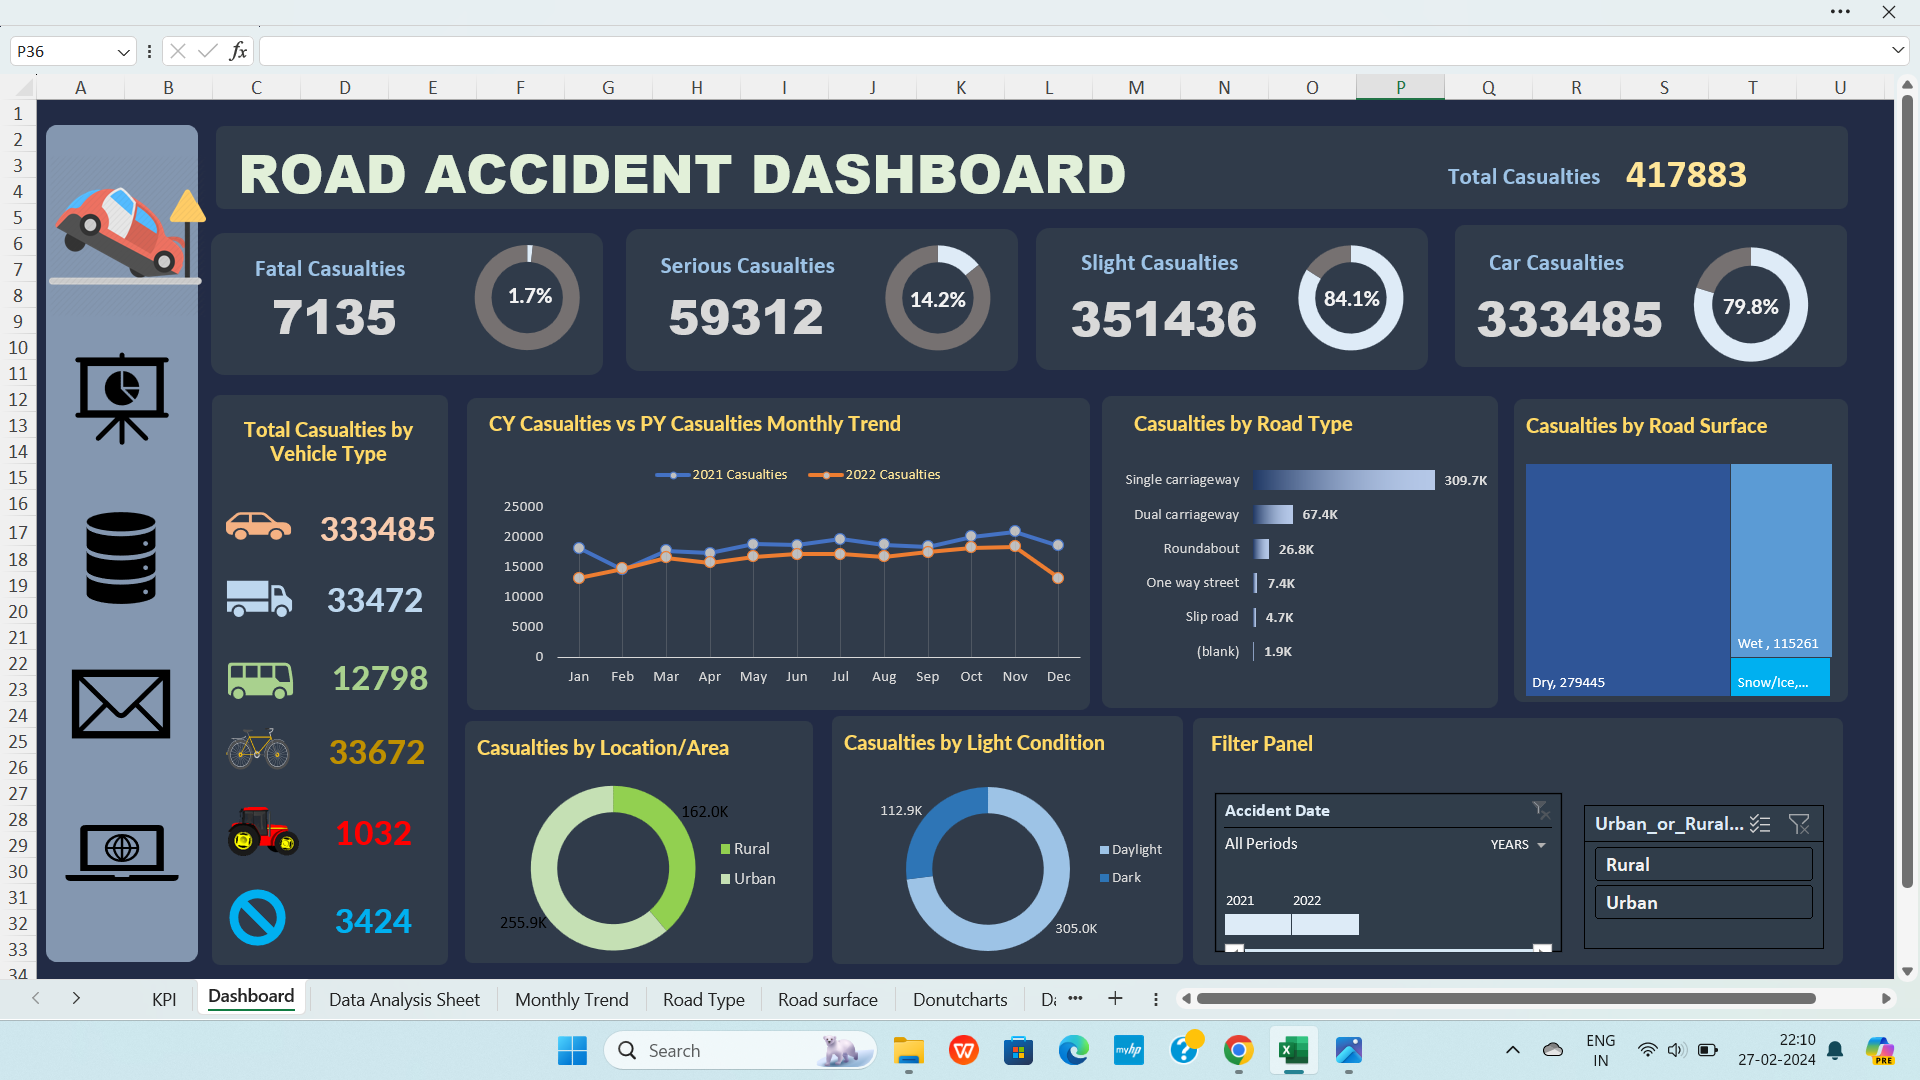 P36
fx
A B C D E F G H I J K L M N O P Q R S T U
1
2
3
4
5
6
7
8
9
10
11
12
13
14
15
16
17
18
19
20
21
22
23
24
25
26
27
28
29
30
31
32
33
34
ROAD ACCIDENT DASHBOARD
Total Casualties 417883
Fatal Casualties
7135
1.7%
Serious Casualties
59312
14.2%
Slight Casualties
351436
84.1%
Car Casualties
333485
79.8%
Total Casualties by
Vehicle Type
333485
33472
12798
33672
1032
3424
CY Casualties vs PY Casualties Monthly Trend
2021 Casualties 2022 Casualties
25000
20000
15000
10000
5000
0
Jan Feb Mar Apr May Jun Jul Aug Sep Oct Nov Dec
Casualties by Road Type
Single carriageway 309.7K
Dual carriageway 67.4K
Roundabout 26.8K
One way street 7.4K
Slip road 4.7K
(blank) 1.9K
Casualties by Road Surface
Dry, 279445
Wet , 115261
Snow/Ice,...
Casualties by Location/Area
162.0K
255.9K
Rural
Urban
Casualties by Light Condition
112.9K
305.0K
Daylight
Dark
Filter Panel
Accident Date
All Periods YEARS
2021 2022
Urban_or_Rural...
Rural
Urban
KPI Dashboard Data Analysis Sheet Monthly Trend Road Type Road surface Donutcharts Da ...
Search
myhp
ENG
IN
22:10
27-02-2024
PRE